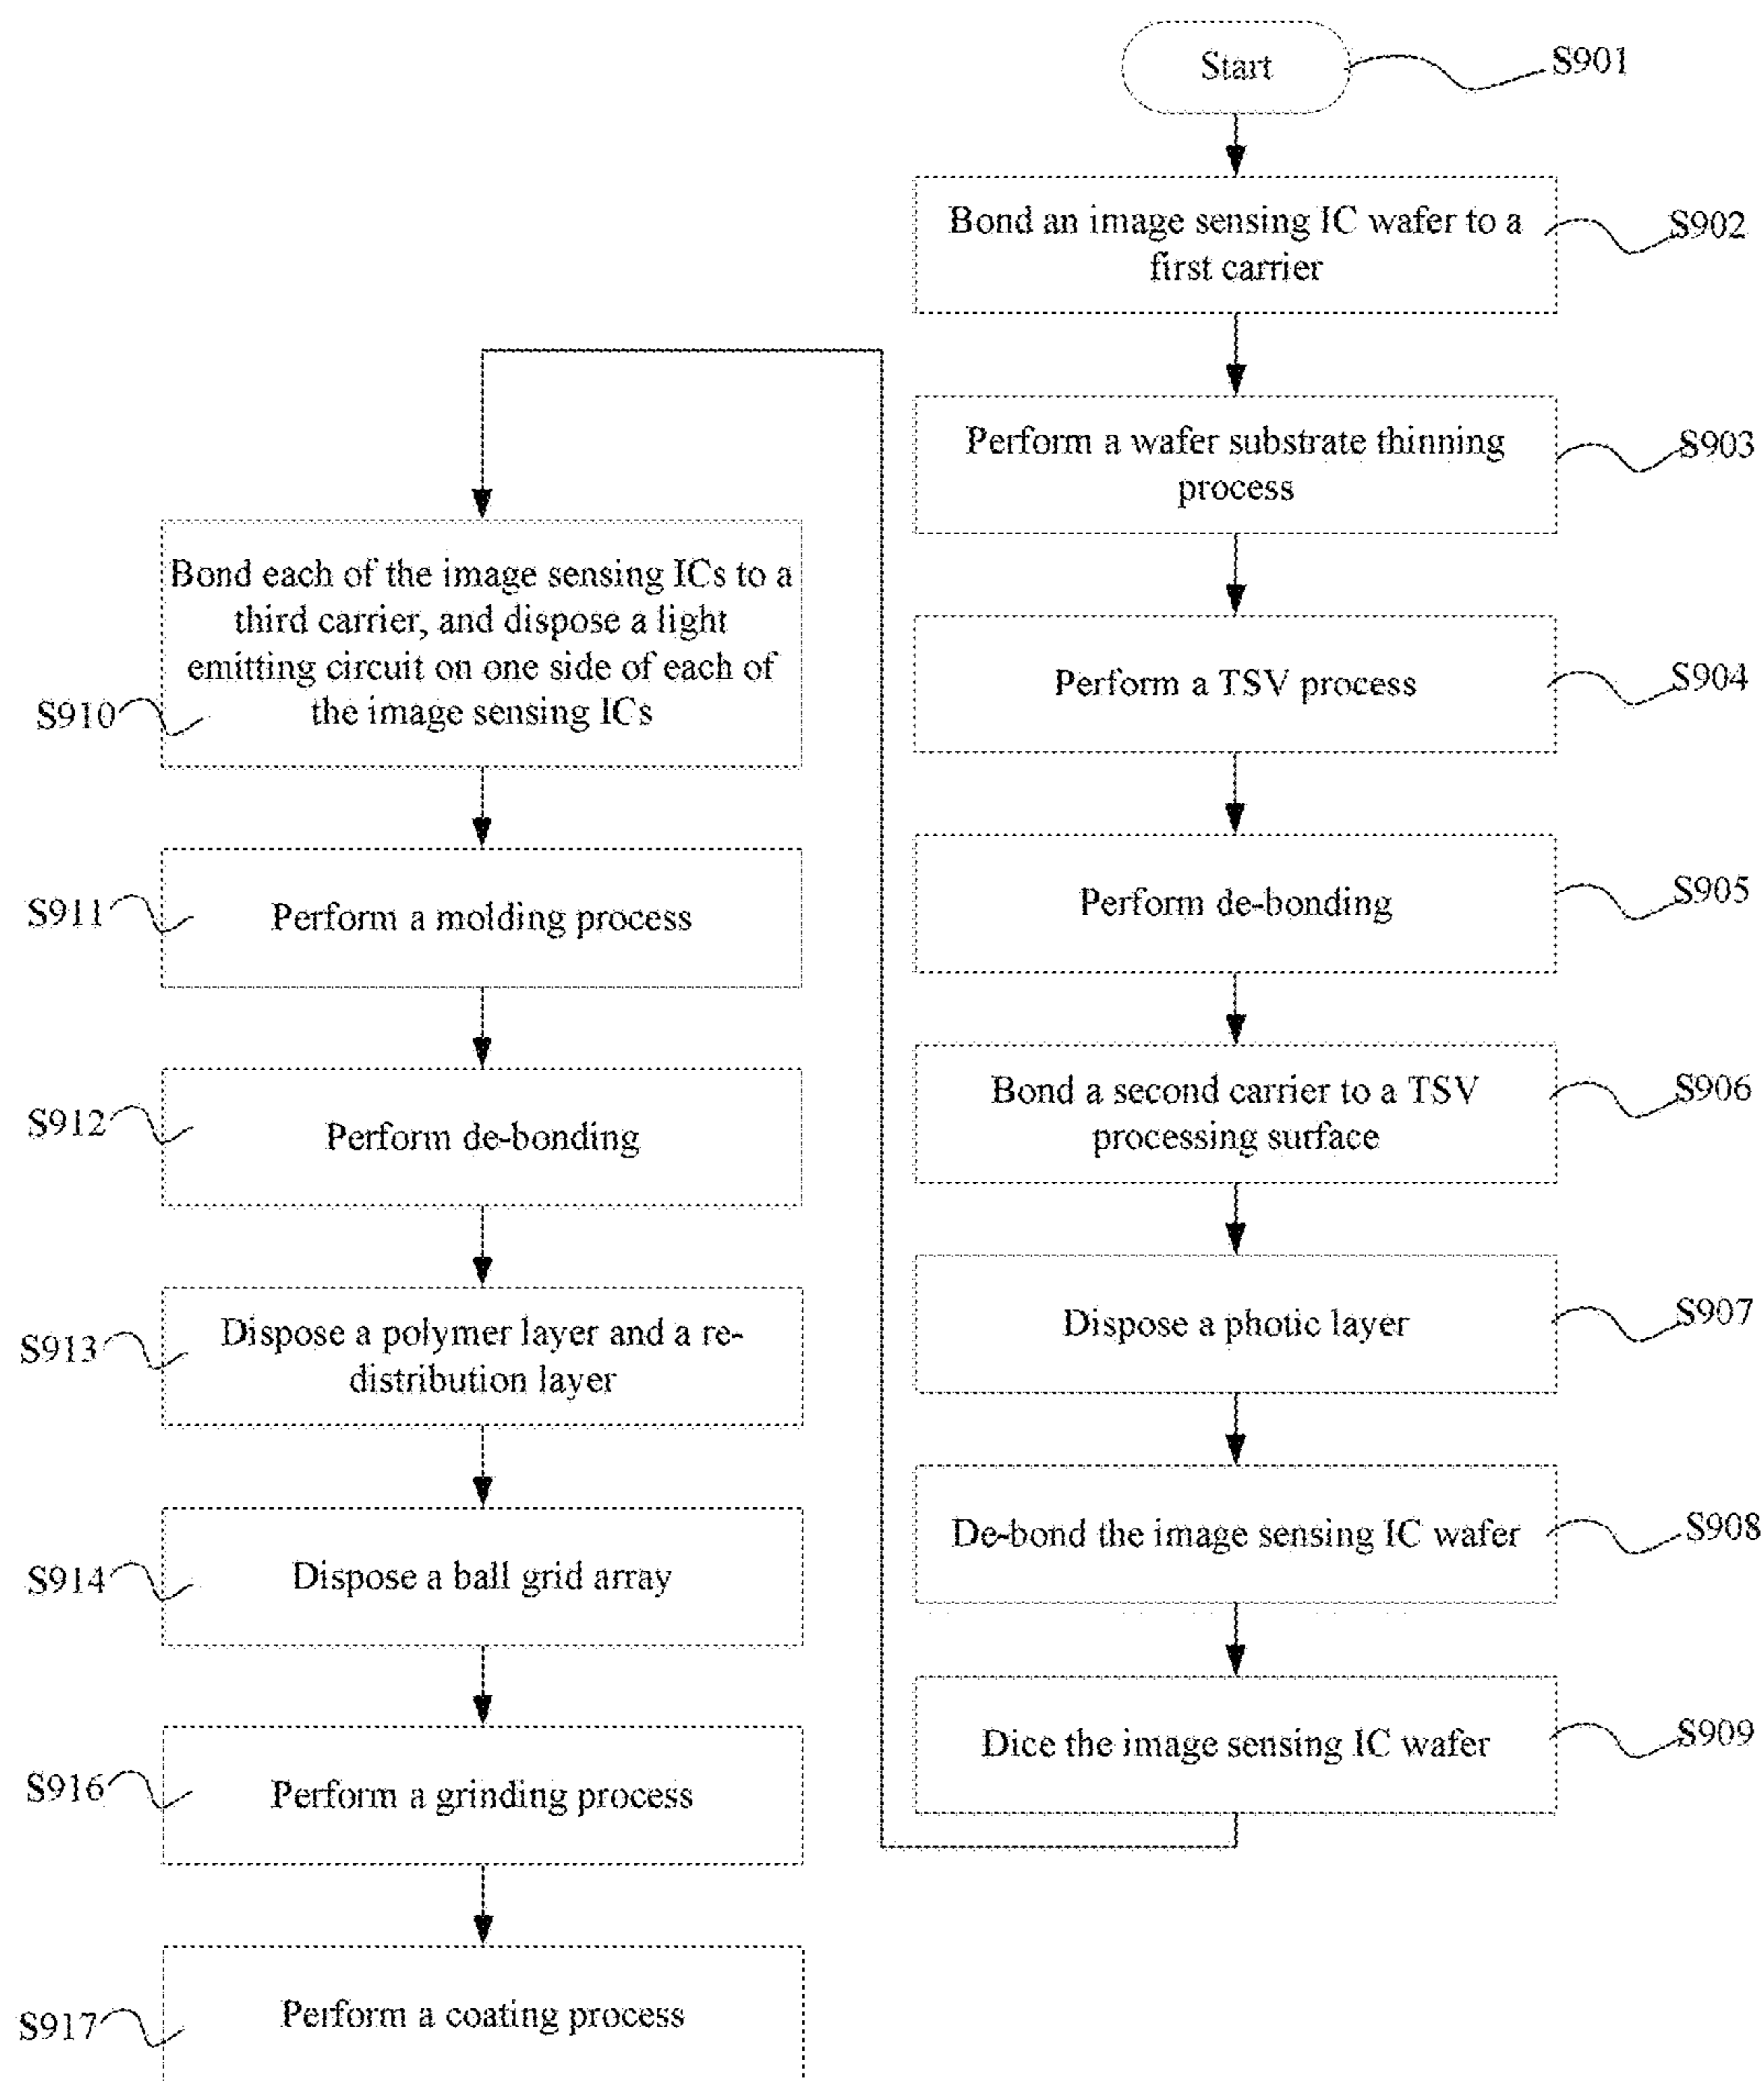 Start
S901
Bond an image sensing IC wafer to a
first carrier
S902
Perform a wafer substrate thinning
process
S903
Perform a TSV process
S904
Perform de-bonding
S905
Bond a second carrier to a TSV
processing surface
S906
Dispose a photic layer
S907
De-bond the image sensing IC wafer
S908
Dice the image sensing IC wafer
S909
Bond each of the image sensing ICs to a
third carrier, and dispose a light
emitting circuit on one side of each of
the image sensing ICs
S910
Perform a molding process
S911
Perform de-bonding
S912
Dispose a polymer layer and a re-
distribution layer
S913
Dispose a ball grid array
S914
Perform a grinding process
S916
Perform a coating process
S917